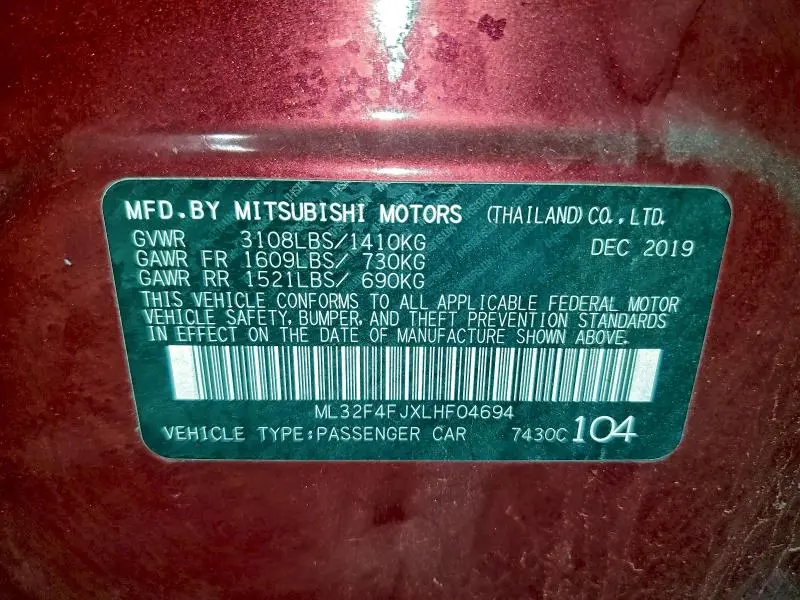 MFD.BY MITSUBISHI MOTORS (THAILAND) CO.,LTD.
GVWR 3108LBS/1410KG DEC 2019
GAWR FR 1609LBS/ 730KG
GAWR RR 1521LBS/ 690KG
THIS VEHICLE CONFORMS TO ALL APPLICABLE FEDERAL MOTOR
VEHICLE SAFETY, BUMPER, AND THEFT PREVENTION STANDARDS
IN EFFECT ON THE DATE OF MANUFACTURE SHOWN ABOVE.
ML32F4FJXLHF04694
VEHICLE TYPE:PASSENGER CAR 7430C 104